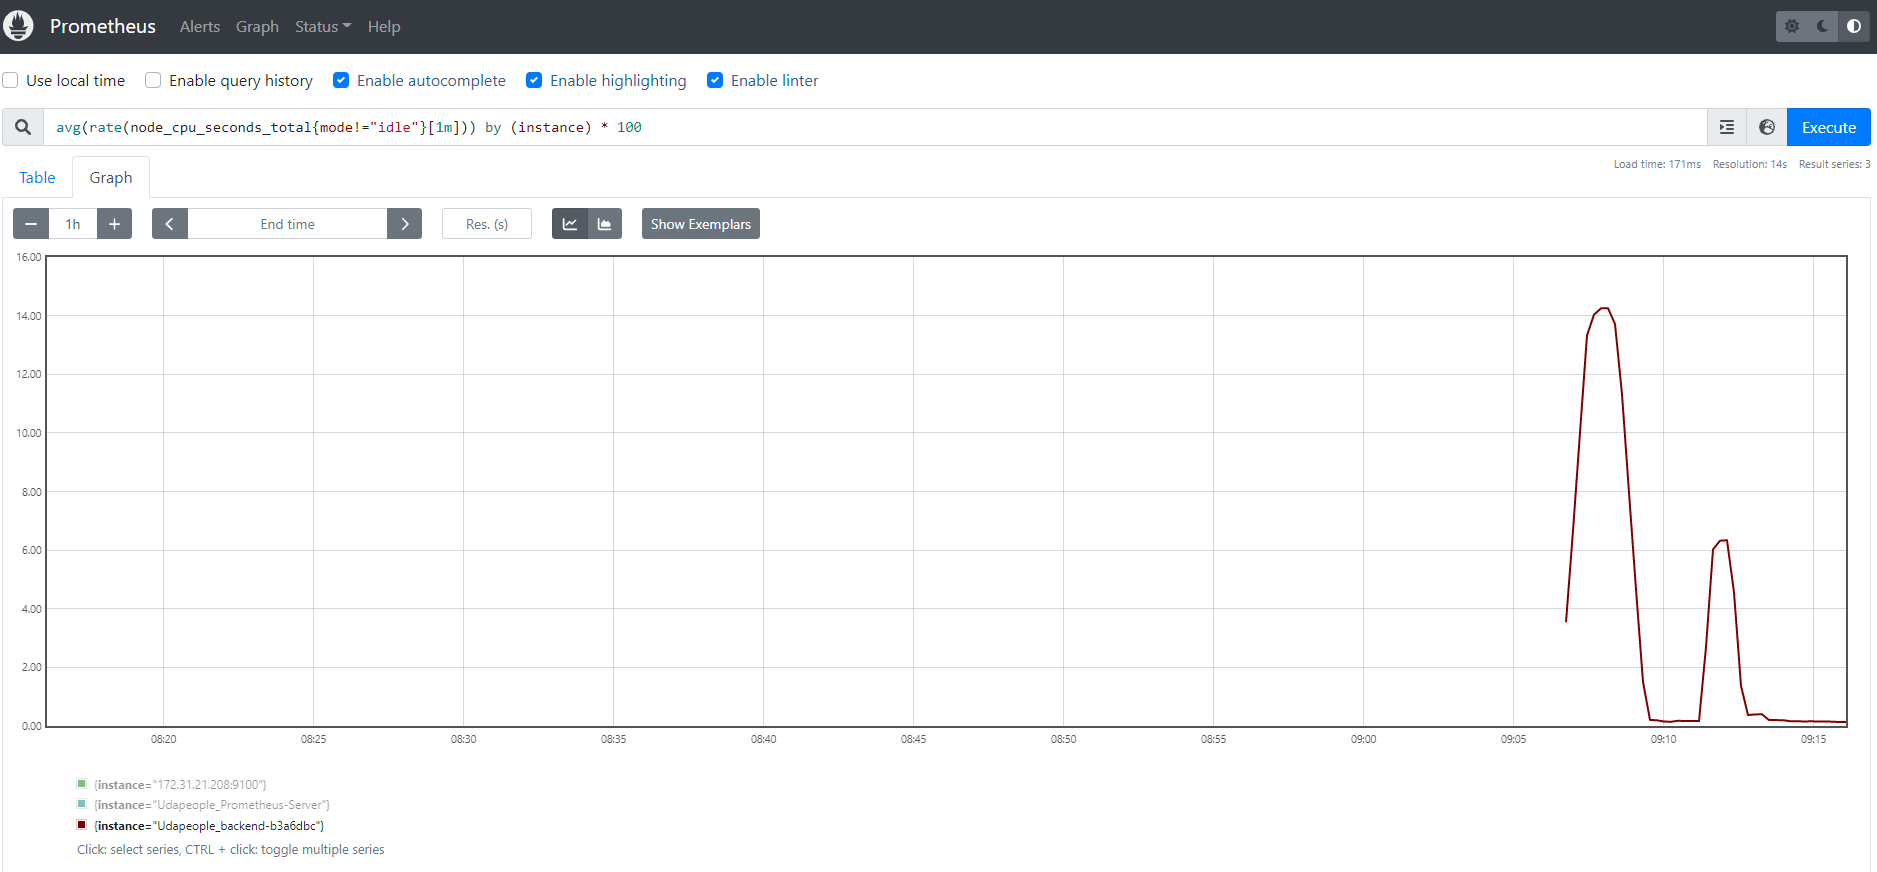 Prometheus Alerts Graph Status Help
Use local time Enable query history Enable autocomplete Enable highlighting Enable linter
avg(rate(node_cpu_seconds_total{mode!="idle"}[1m])) by (instance) * 100 Execute
Load time: 171ms Resolution: 14s Result series: 3
Table Graph
1h End time Res. (s) Show Exemplars
16.00
14.00
12.00
10.00
8.00
6.00
4.00
2.00
0.00
08:20 08:25 08:30 08:35 08:40 08:45 08:50 08:55 09:00 09:05 09:10 09:15
{instance="172.31.21.208:9100"}
{instance="Udapeople_Prometheus-Server"}
{instance="Udapeople_backend-b3a6dbc"}
Click: select series, CTRL + click: toggle multiple series